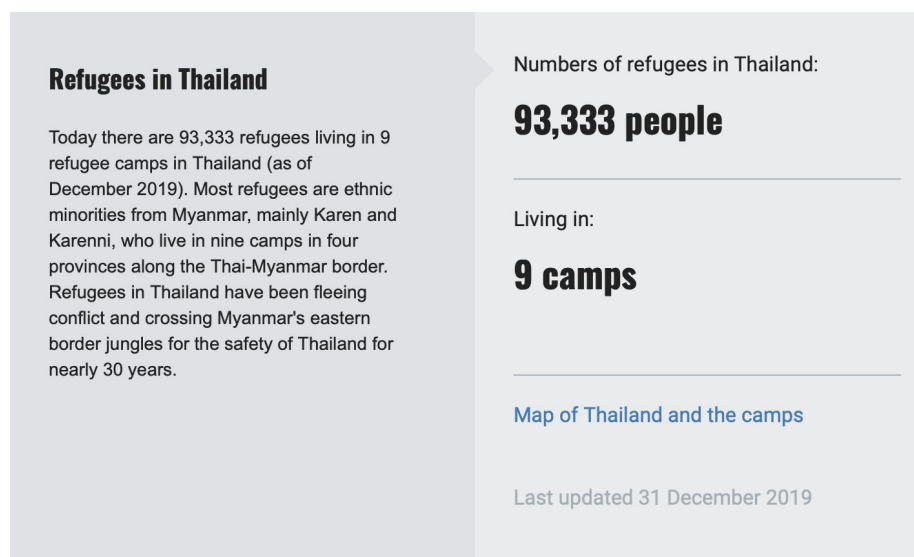 Refugees in Thailand
Today there are 93,333 refugees living in 9
refugee camps in Thailand (as of
December 2019). Most refugees are ethnic
minorities from Myanmar, mainly Karen and
Karenni, who live in nine camps in four
provinces along the Thai-Myanmar border.
Refugees in Thailand have been fleeing
conflict and crossing Myanmar's eastern
border jungles for the safety of Thailand for
nearly 30 years.
Numbers of refugees in Thailand:
93,333 people
Living in:
9 camps
Map of Thailand and the camps
Last updated 31 December 2019